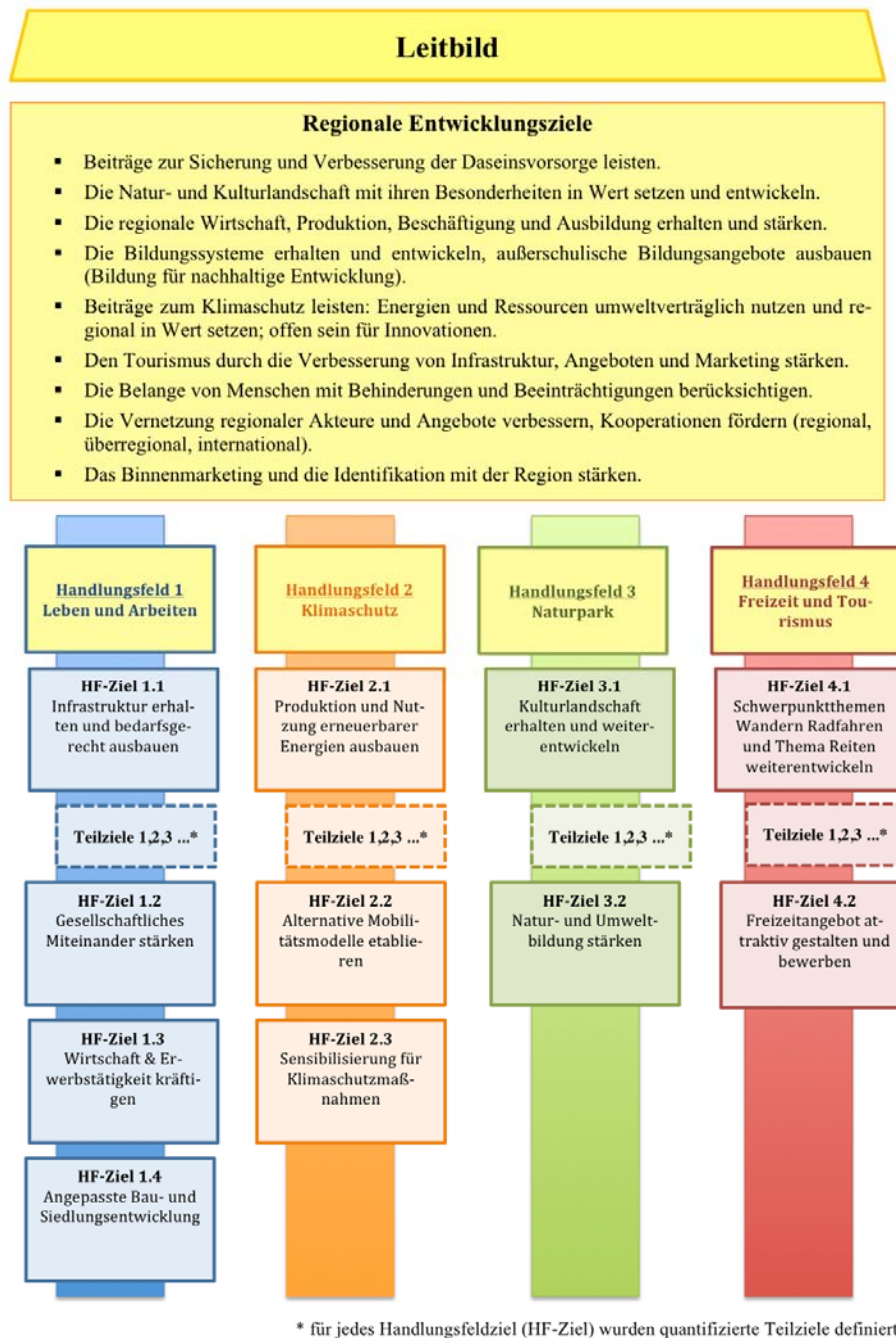 Leitbild
Regionale Entwicklungsziele
▪ Beiträge zur Sicherung und Verbesserung der Daseinsvorsorge leisten.
▪ Die Natur- und Kulturlandschaft mit ihren Besonderheiten in Wert setzen und entwickeln.
▪ Die regionale Wirtschaft, Produktion, Beschäftigung und Ausbildung erhalten und stärken.
▪ Die Bildungssysteme erhalten und entwickeln, außerschulische Bildungsangebote ausbauen
(Bildung für nachhaltige Entwicklung).
▪ Beiträge zum Klimaschutz leisten: Energien und Ressourcen umweltverträglich nutzen und re-
gional in Wert setzen; offen sein für Innovationen.
▪ Den Tourismus durch die Verbesserung von Infrastruktur, Angeboten und Marketing stärken.
▪ Die Belange von Menschen mit Behinderungen und Beeinträchtigungen berücksichtigen.
▪ Die Vernetzung regionaler Akteure und Angebote verbessern, Kooperationen fördern (regional,
überregional, international).
▪ Das Binnenmarketing und die Identifikation mit der Region stärken.
Handlungsfeld 1
Leben und Arbeiten
HF-Ziel 1.1
Infrastruktur erhal-
ten und bedarfsge-
recht ausbauen
Teilziele 1,2,3 ...*
HF-Ziel 1.2
Gesellschaftliches
Miteinander stärken
HF-Ziel 1.3
Wirtschaft & Er-
werbstätigkeit kräfti-
gen
HF-Ziel 1.4
Angepasste Bau- und
Siedlungsentwicklung
Handlungsfeld 2
Klimaschutz
HF-Ziel 2.1
Produktion und Nut-
zung erneuerbarer
Energien ausbauen
Teilziele 1,2,3 ...*
HF-Ziel 2.2
Alternative Mobili-
tätsmodelle etablie-
ren
HF-Ziel 2.3
Sensibilisierung für
Klimaschutzmaß-
nahmen
Handlungsfeld 3
Naturpark
HF-Ziel 3.1
Kulturlandschaft
erhalten und weiter-
entwickeln
Teilziele 1,2,3 ...*
HF-Ziel 3.2
Natur- und Umwelt-
bildung stärken
Handlungsfeld 4
Freizeit und Tou-
rismus
HF-Ziel 4.1
Schwerpunktthemen
Wandern Radfahren
und Thema Reiten
weiterentwickeln
Teilziele 1,2,3 ...*
HF-Ziel 4.2
Freizeitangebot at-
traktiv gestalten und
bewerben
* für jedes Handlungsfeldziel (HF-Ziel) wurden quantifizierte Teilziele definiert